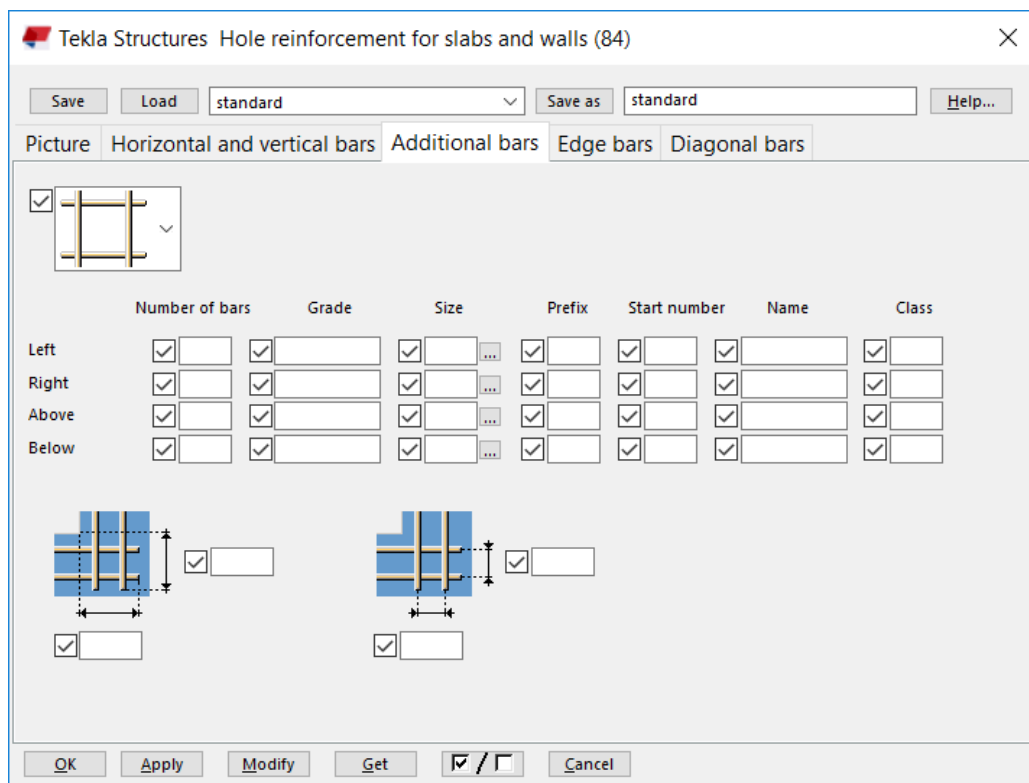 Tekla Structures Hole reinforcement for slabs and walls (84)
Save Load standard Save as standard Help...
Picture Horizontal and vertical bars Additional bars Edge bars Diagonal bars
Number of bars Grade Size Prefix Start number Name Class
Left ...
Right ...
Above ...
Below ...
OK Apply Modify Get / Cancel